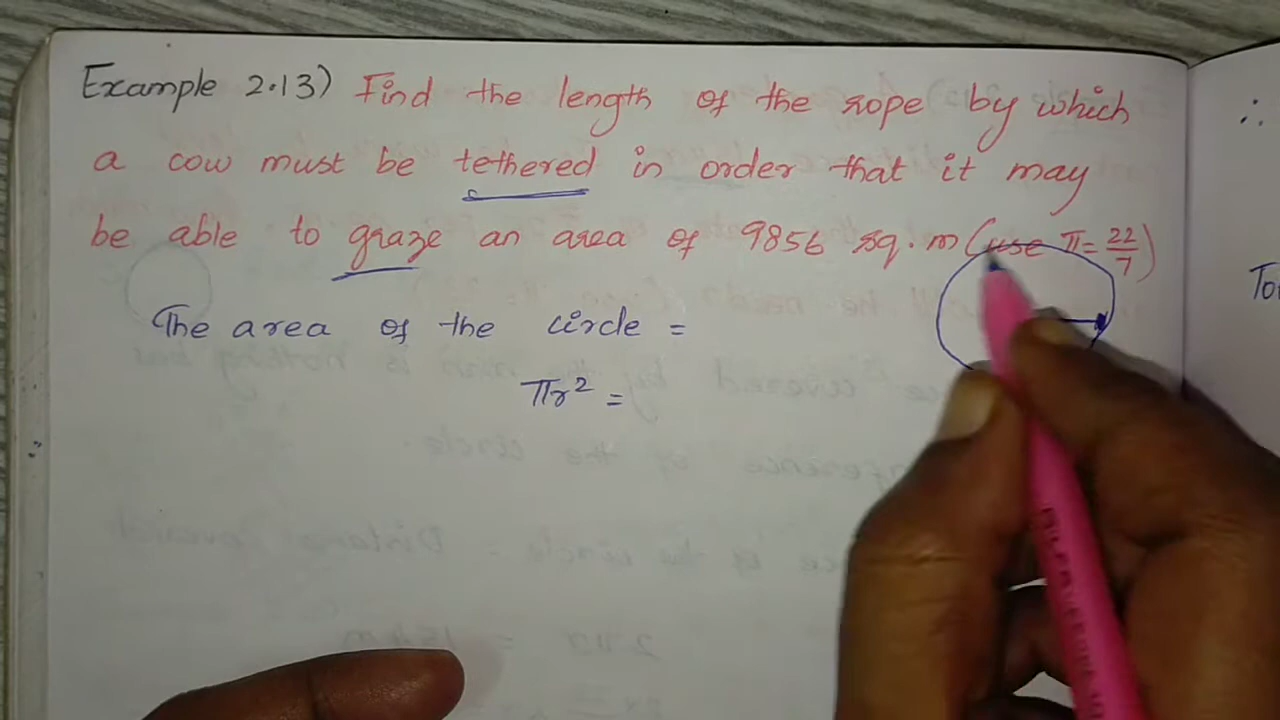 Example 2.13) Find the length of the rope by which
a cow must be tethered in order that it may
be able to graze an area of 9856 sq.m (use π = 22/7)
The area of the circle =
πr² =
∴